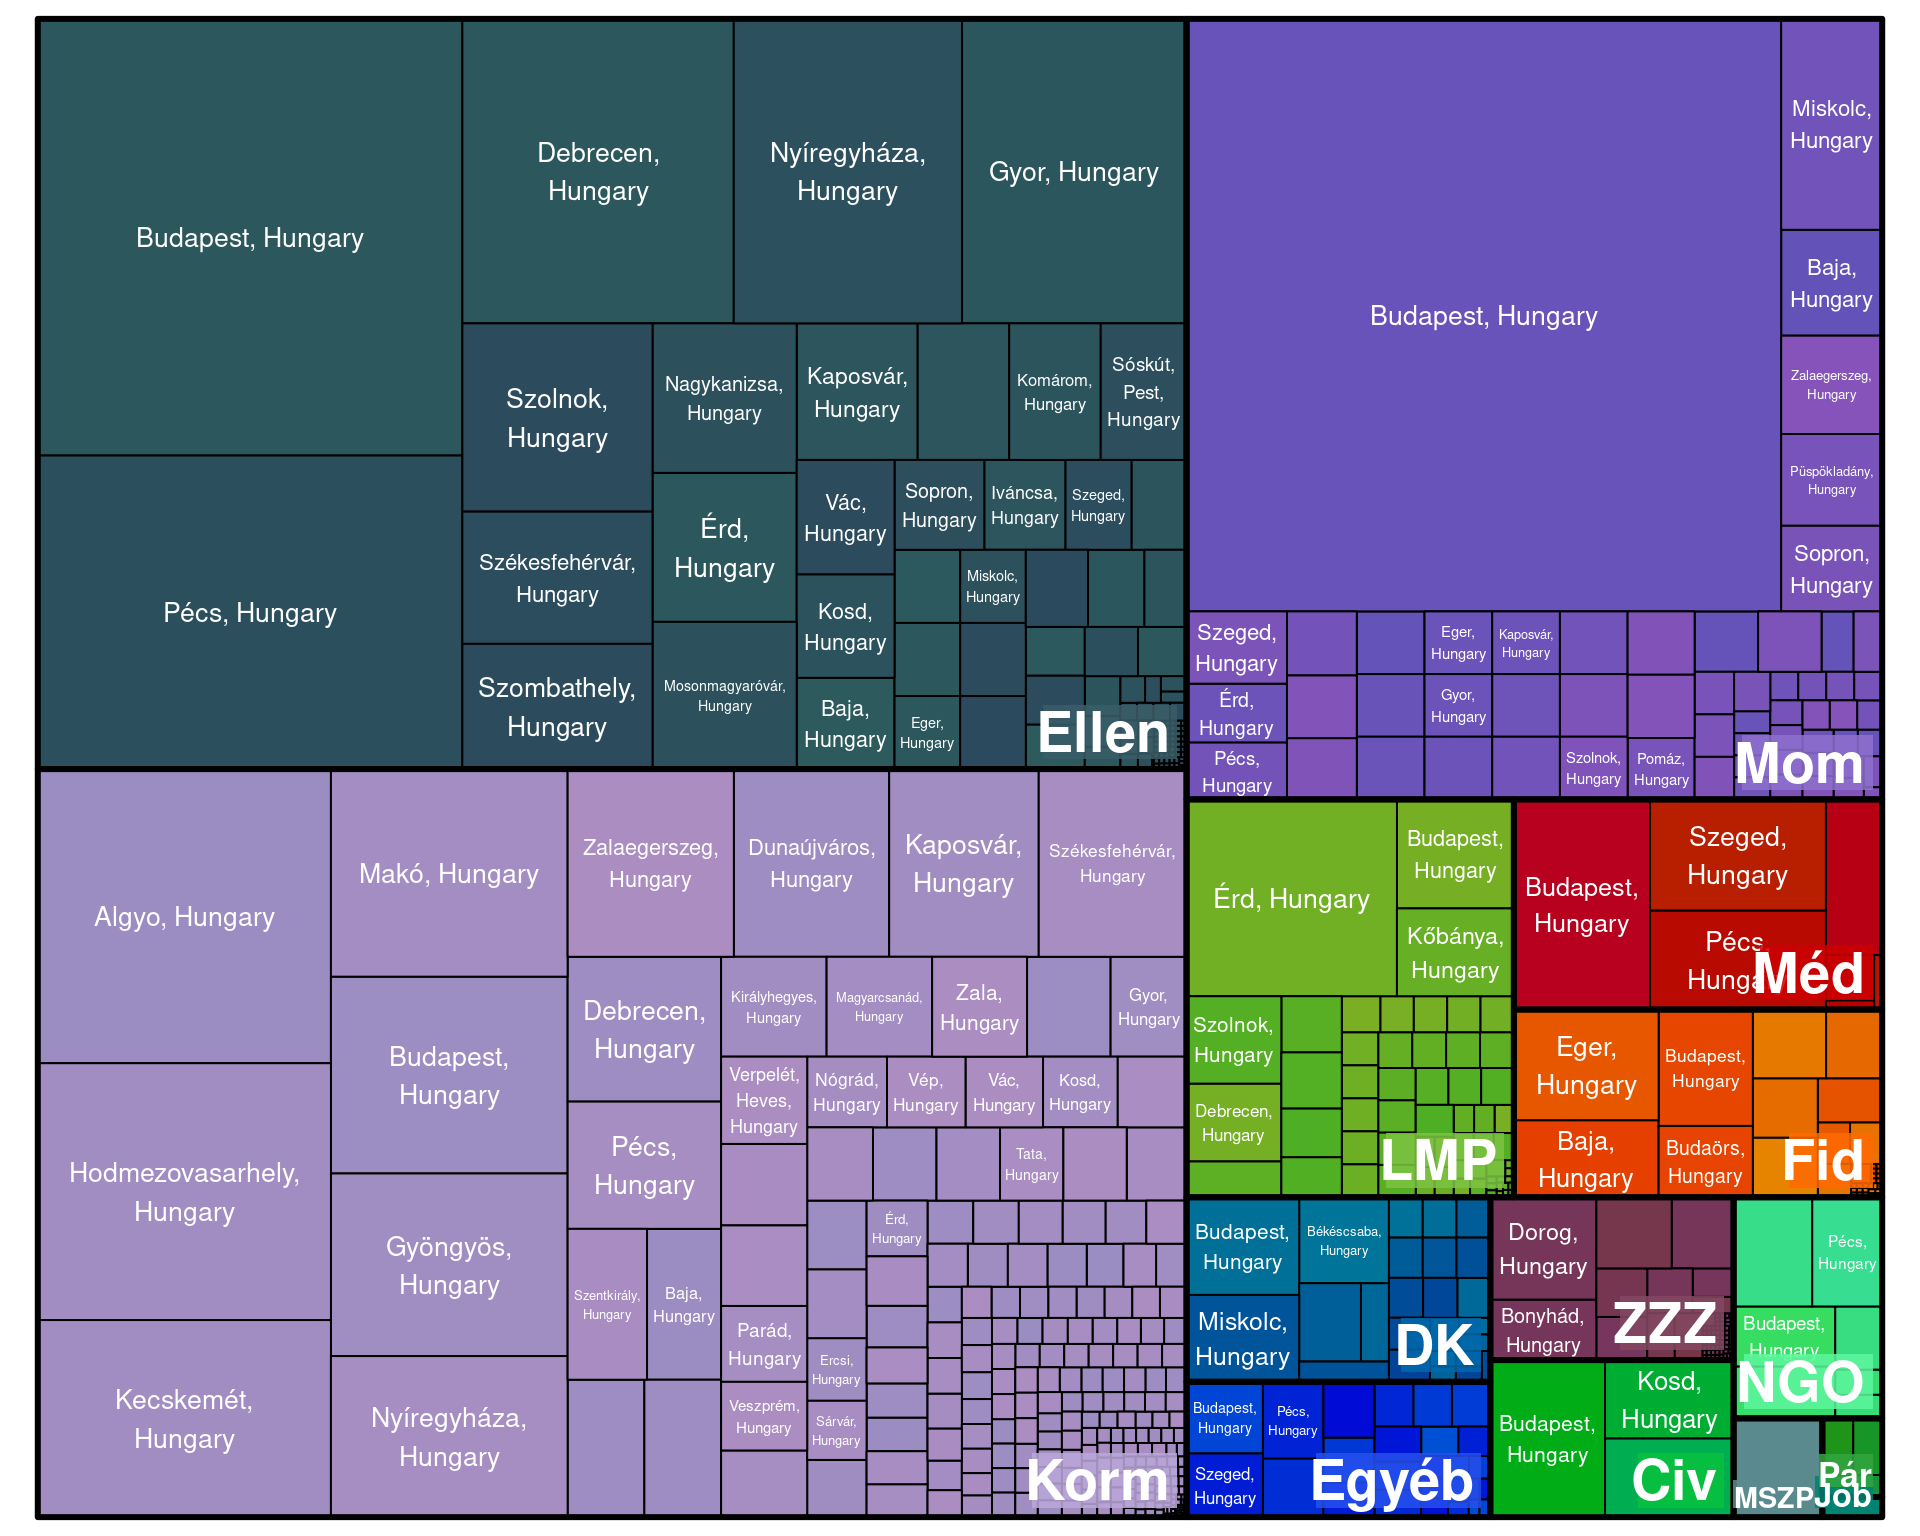 Budapest, Hungary
Debrecen,
Hungary
Nyíregyháza,
Hungary
Gyor, Hungary
Pécs, Hungary
Szolnok,
Hungary
Székesfehérvár,
Hungary
Szombathely,
Hungary
Nagykanizsa,
Hungary
Érd,
Hungary
Mosonmagyaróvár,
Hungary
Kaposvár,
Hungary
Komárom,
Hungary
Sóskút,
Pest,
Hungary
Vác,
Hungary
Kosd,
Hungary
Baja,
Hungary
Sopron,
Hungary
Iváncsa,
Hungary
Szeged,
Hungary
Miskolc,
Hungary
Eger,
Hungary
Ellen
Budapest, Hungary
Miskolc,
Hungary
Baja,
Hungary
Zalaegerszeg,
Hungary
Püspökladány,
Hungary
Sopron,
Hungary
Szeged,
Hungary
Érd,
Hungary
Pécs,
Hungary
Eger,
Hungary
Kaposvár,
Hungary
Gyor,
Hungary
Szolnok,
Hungary
Pomáz,
Hungary
Mom
Algyo, Hungary
Hodmezovasarhely,
Hungary
Kecskemét,
Hungary
Makó, Hungary
Budapest,
Hungary
Gyöngyös,
Hungary
Nyíregyháza,
Hungary
Zalaegerszeg,
Hungary
Dunaújváros,
Hungary
Kaposvár,
Hungary
Székesfehérvár,
Hungary
Debrecen,
Hungary
Pécs,
Hungary
Szentkirály,
Hungary
Baja,
Hungary
Királyhegyes,
Hungary
Magyarcsanád,
Hungary
Zala,
Hungary
Gyor,
Hungary
Verpelét,
Heves,
Hungary
Nógrád,
Hungary
Vép,
Hungary
Vác,
Hungary
Kosd,
Hungary
Tata,
Hungary
Érd,
Hungary
Parád,
Hungary
Veszprém,
Hungary
Ercsi,
Hungary
Sárvár,
Hungary
Korm
Érd, Hungary
Budapest,
Hungary
Kőbánya,
Hungary
Szolnok,
Hungary
Debrecen,
Hungary
LMP
Budapest,
Hungary
Szeged,
Hungary
Pécs,
Hungary
Méd
Eger,
Hungary
Baja,
Hungary
Budapest,
Hungary
Budaörs,
Hungary
Fid
Budapest,
Hungary
Miskolc,
Hungary
Békéscsaba,
Hungary
DK
Dorog,
Hungary
Bonyhád,
Hungary
ZZZ
Pécs,
Hungary
Budapest,
Hungary
NGO
Budapest,
Hungary
Szeged,
Hungary
Pécs,
Hungary
Egyéb
Budapest,
Hungary
Kosd,
Hungary
Civ
MSZP
Pár
Job